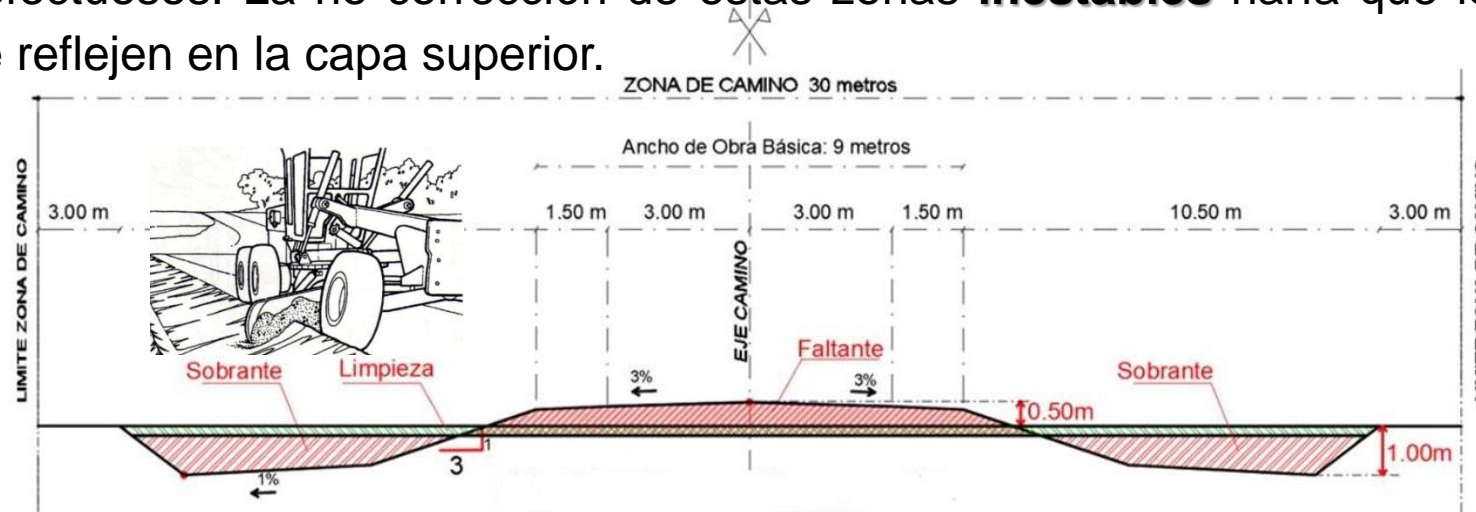 inestables
e reflejen en la capa superior.
ZONA DE CAMINO 30 metros
Ancho de Obra Básica: 9 metros
3.00 m 1.50 m 3.00 m 3.00 m 1.50 m 10.50 m 3.00 m
LIMITE ZONA DE CAMINO
EJE CAMINO
Sobrante Limpieza 3% 3% Faltante Sobrante
0.50m
1
3
1.00m
1%